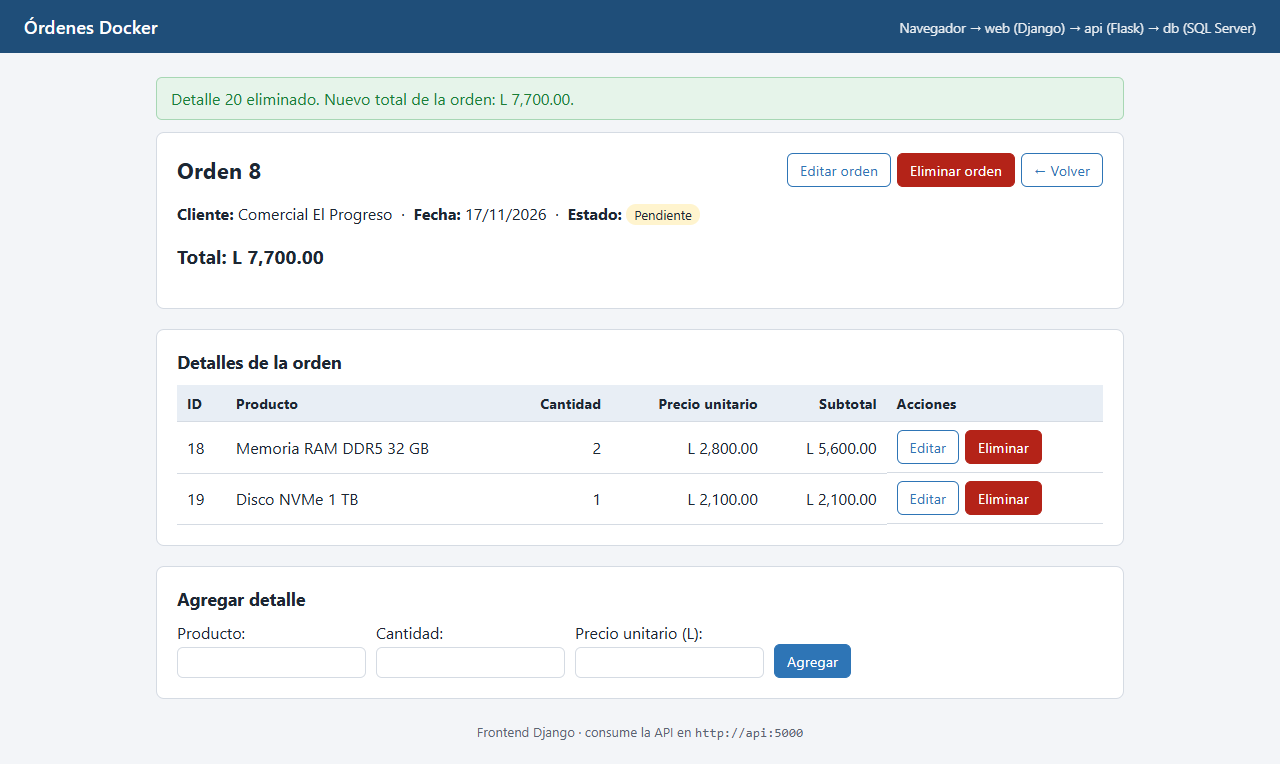 Órdenes Docker
Navegador → web (Django) → api (Flask) → db (SQL Server)
Detalle 20 eliminado. Nuevo total de la orden: L 7,700.00.
Orden 8
Editar orden Eliminar orden ← Volver
Cliente: Comercial El Progreso · Fecha: 17/11/2026 · Estado: Pendiente
Total: L 7,700.00
Detalles de la orden
ID Producto Cantidad Precio unitario Subtotal Acciones
18 Memoria RAM DDR5 32 GB 2 L 2,800.00 L 5,600.00 Editar Eliminar
19 Disco NVMe 1 TB 1 L 2,100.00 L 2,100.00 Editar Eliminar
Agregar detalle
Producto: Cantidad: Precio unitario (L):
Agregar
Frontend Django · consume la API en http://api:5000